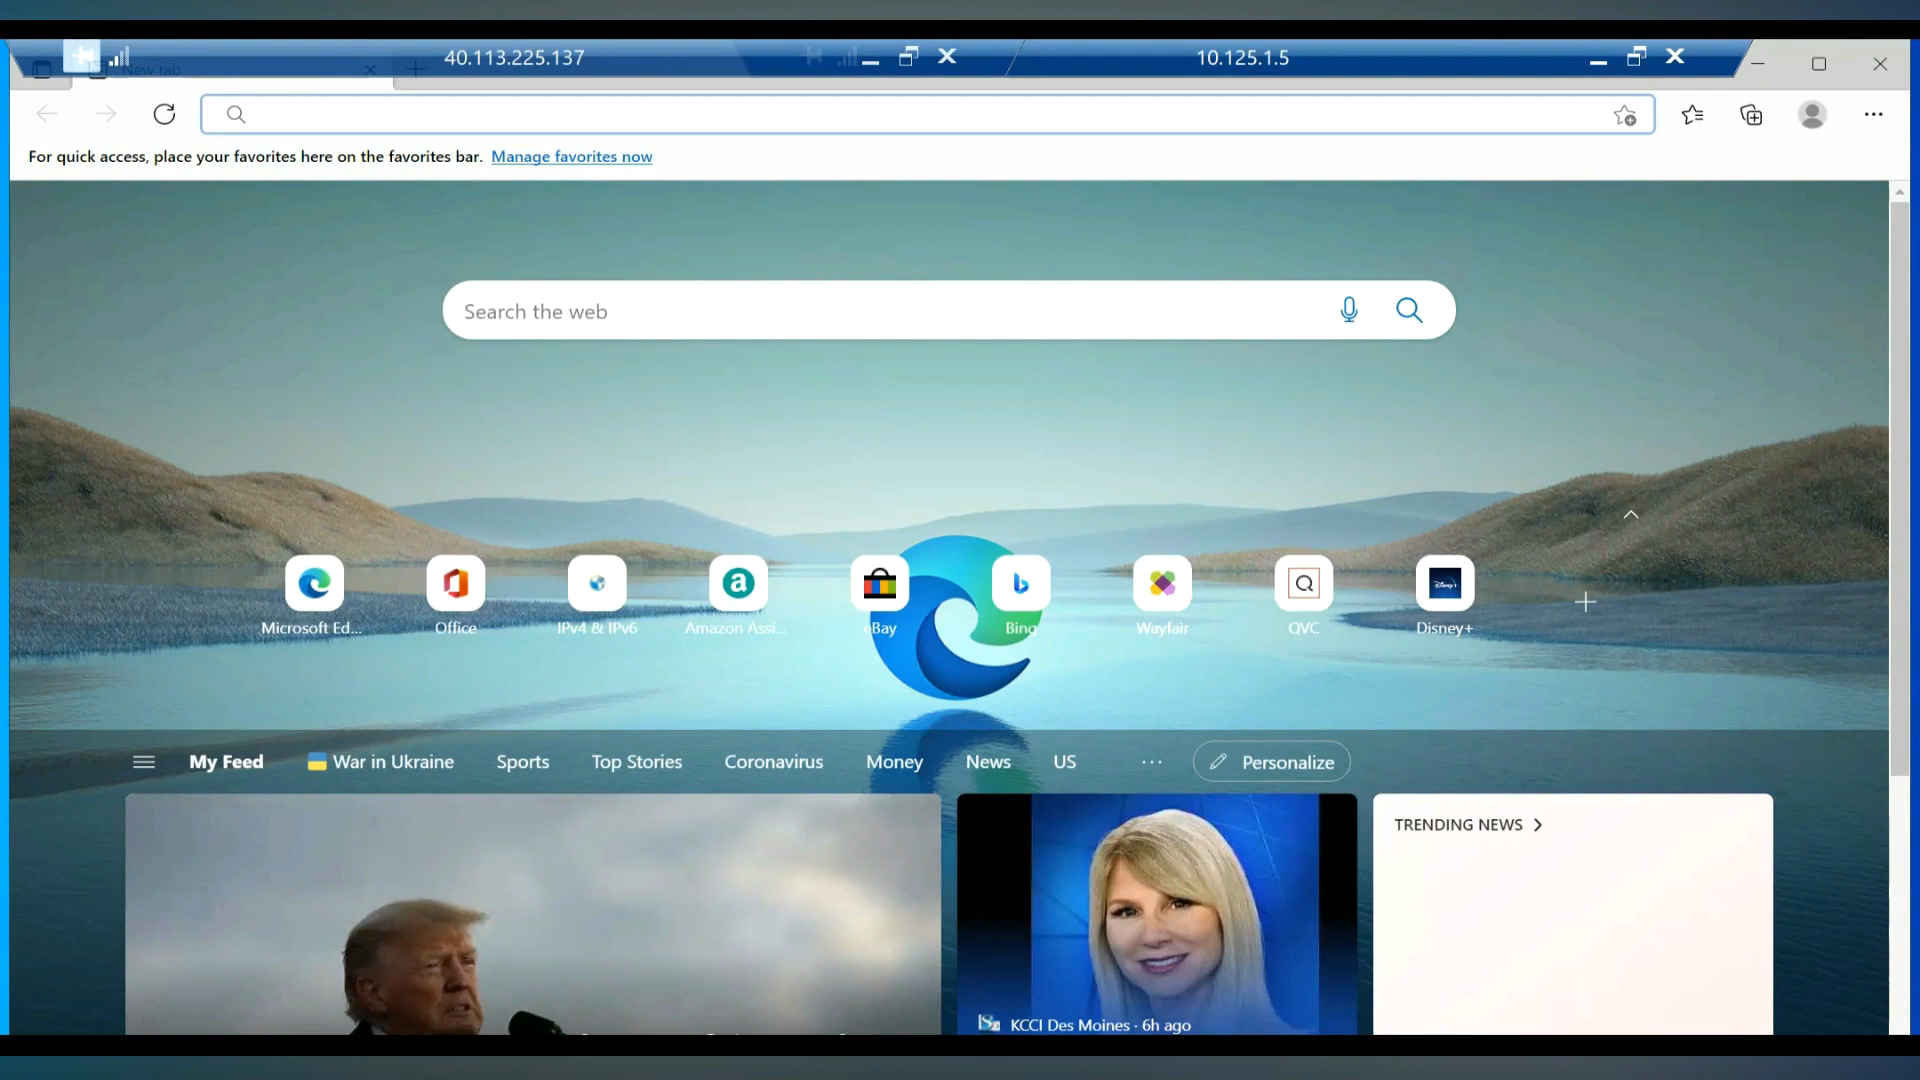 40.113.225.137
10.125.1.5
New tab
For quick access, place your favorites here on the favorites bar. Manage favorites now
Search the web
Microsoft Ed...
Office
IPv4 & IPv6
Amazon Assi...
eBay
Bing
Wayfair
QVC
Disney+
My Feed
War in Ukraine
Sports
Top Stories
Coronavirus
Money
News
US
...
Personalize
TRENDING NEWS
KCCI Des Moines · 6h ago